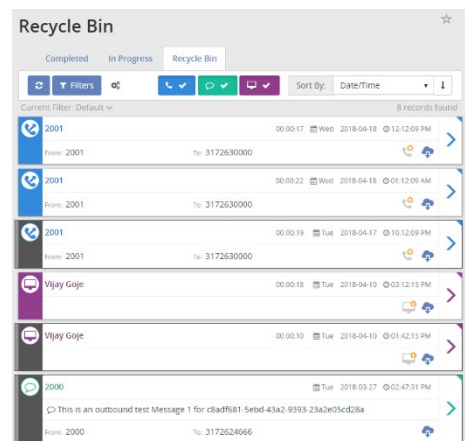 Recycle Bin
Completed In Progress Recycle Bin
Filters Sort By: Date/Time
Current Filter: Default 8 records found
2001 00:00:17 Wed 2018-04-18 12:12:09 PM
From: 2001 To: 3172630000
2001 00:00:22 Wed 2018-04-18 01:12:09 AM
From: 2001 To: 3172630000
2001 00:00:19 Tue 2018-04-17 10:12:09 PM
From: 2001 To: 3172630000
Vijay Goje 00:00:18 Tue 2018-04-10 03:12:15 PM
Vijay Goje 00:00:10 Tue 2018-04-10 01:42:15 PM
2000 Tue 2018-03-27 02:47:31 PM
This is an outbound test Message 1 for c8adf681-5ebd-43a2-9393-23a2e05cd28a
From: 2000 To: 3172624666